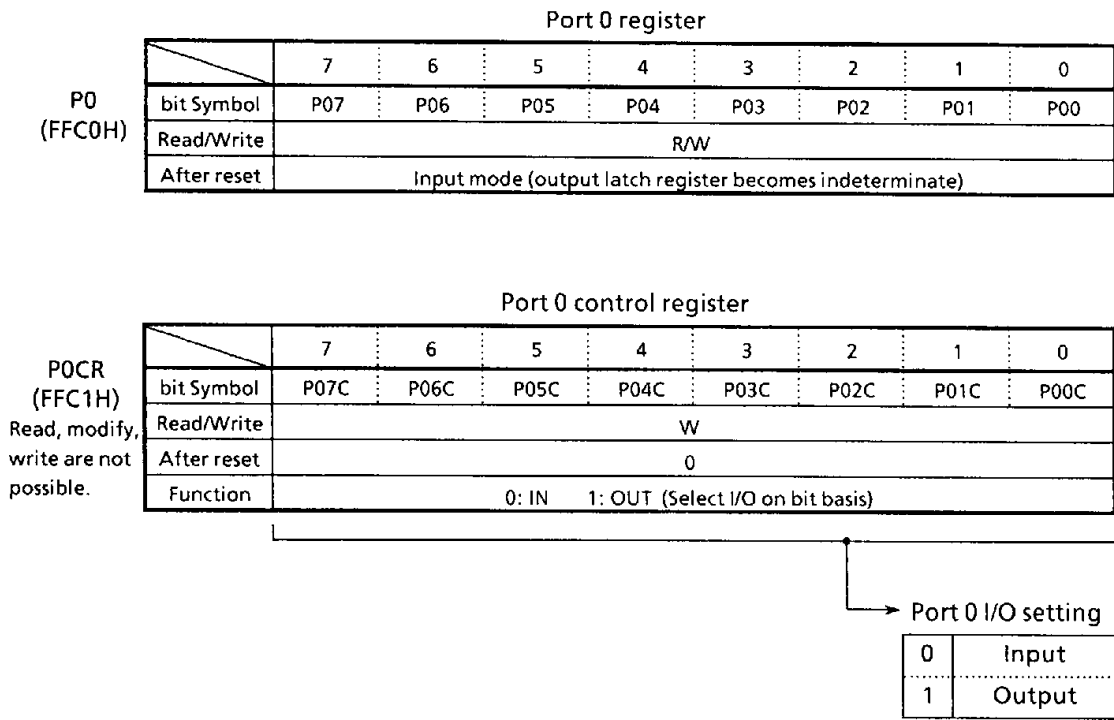 Port 0 register
7 6 5 4 3 2 1 0
P0
(FFC0H)
bit Symbol P07 P06 P05 P04 P03 P02 P01 P00
Read/Write R/W
After reset Input mode (output latch register becomes indeterminate)
Port 0 control register
7 6 5 4 3 2 1 0
P0CR
(FFC1H)
Read, modify,
write are not
possible.
bit Symbol P07C P06C P05C P04C P03C P02C P01C P00C
Read/Write W
After reset 0
Function 0: IN 1: OUT (Select I/O on bit basis)
Port 0 I/O setting
0 Input
1 Output